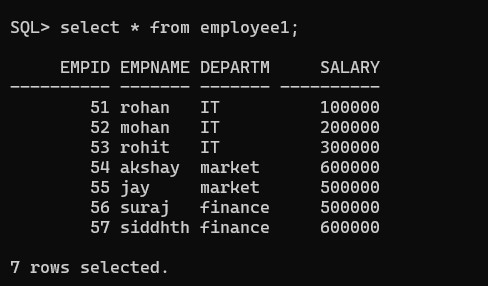 SQL> select * from employee1;
     EMPID EMPNAME DEPARTM     SALARY
---------- ------- ------- ----------
        51 rohan   IT          100000
        52 mohan   IT          200000
        53 rohit   IT          300000
        54 akshay  market      600000
        55 jay     market      500000
        56 suraj   finance     500000
        57 siddhth finance     600000
7 rows selected.